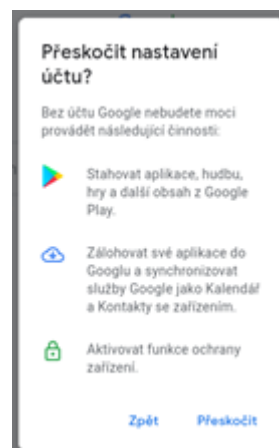 Přeskočit nastavení
účtu?
Bez účtu Google nebudete moci
provádět následující činnosti:
Stahovat aplikace, hudbu,
hry a další obsah z Google
Play.
Zálohovat své aplikace do
Googlu a synchronizovat
služby Google jako Kalendář
a Kontakty se zařízením.
Aktivovat funkce ochrany
zařízení.
Zpět Přeskočit